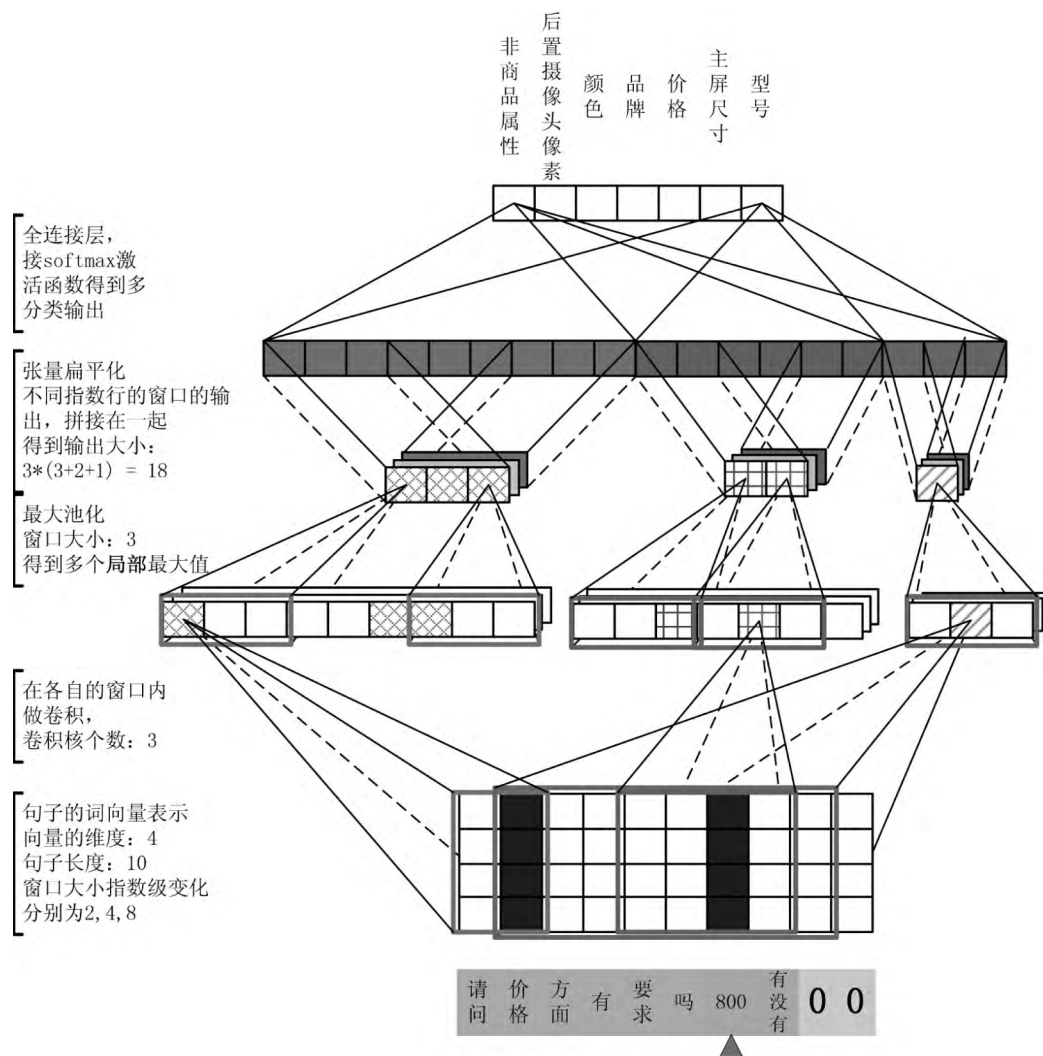 非商品属性
后置摄像头像素
颜色
品牌
价格
主屏尺寸
型号
全连接层，
接softmax激
活函数得到多
分类输出
张量扁平化
不同指数行的窗口的输
出，拼接在一起
得到输出大小：
3*(3+2+1) = 18
最大池化
窗口大小：3
得到多个局部最大值
在各自的窗口内
做卷积，
卷积核个数：3
句子的词向量表示
向量的维度：4
句子长度：10
窗口大小指数级变化
分别为2,4,8
请问 价格 方面 有 要求 吗 800 有没有 0 0